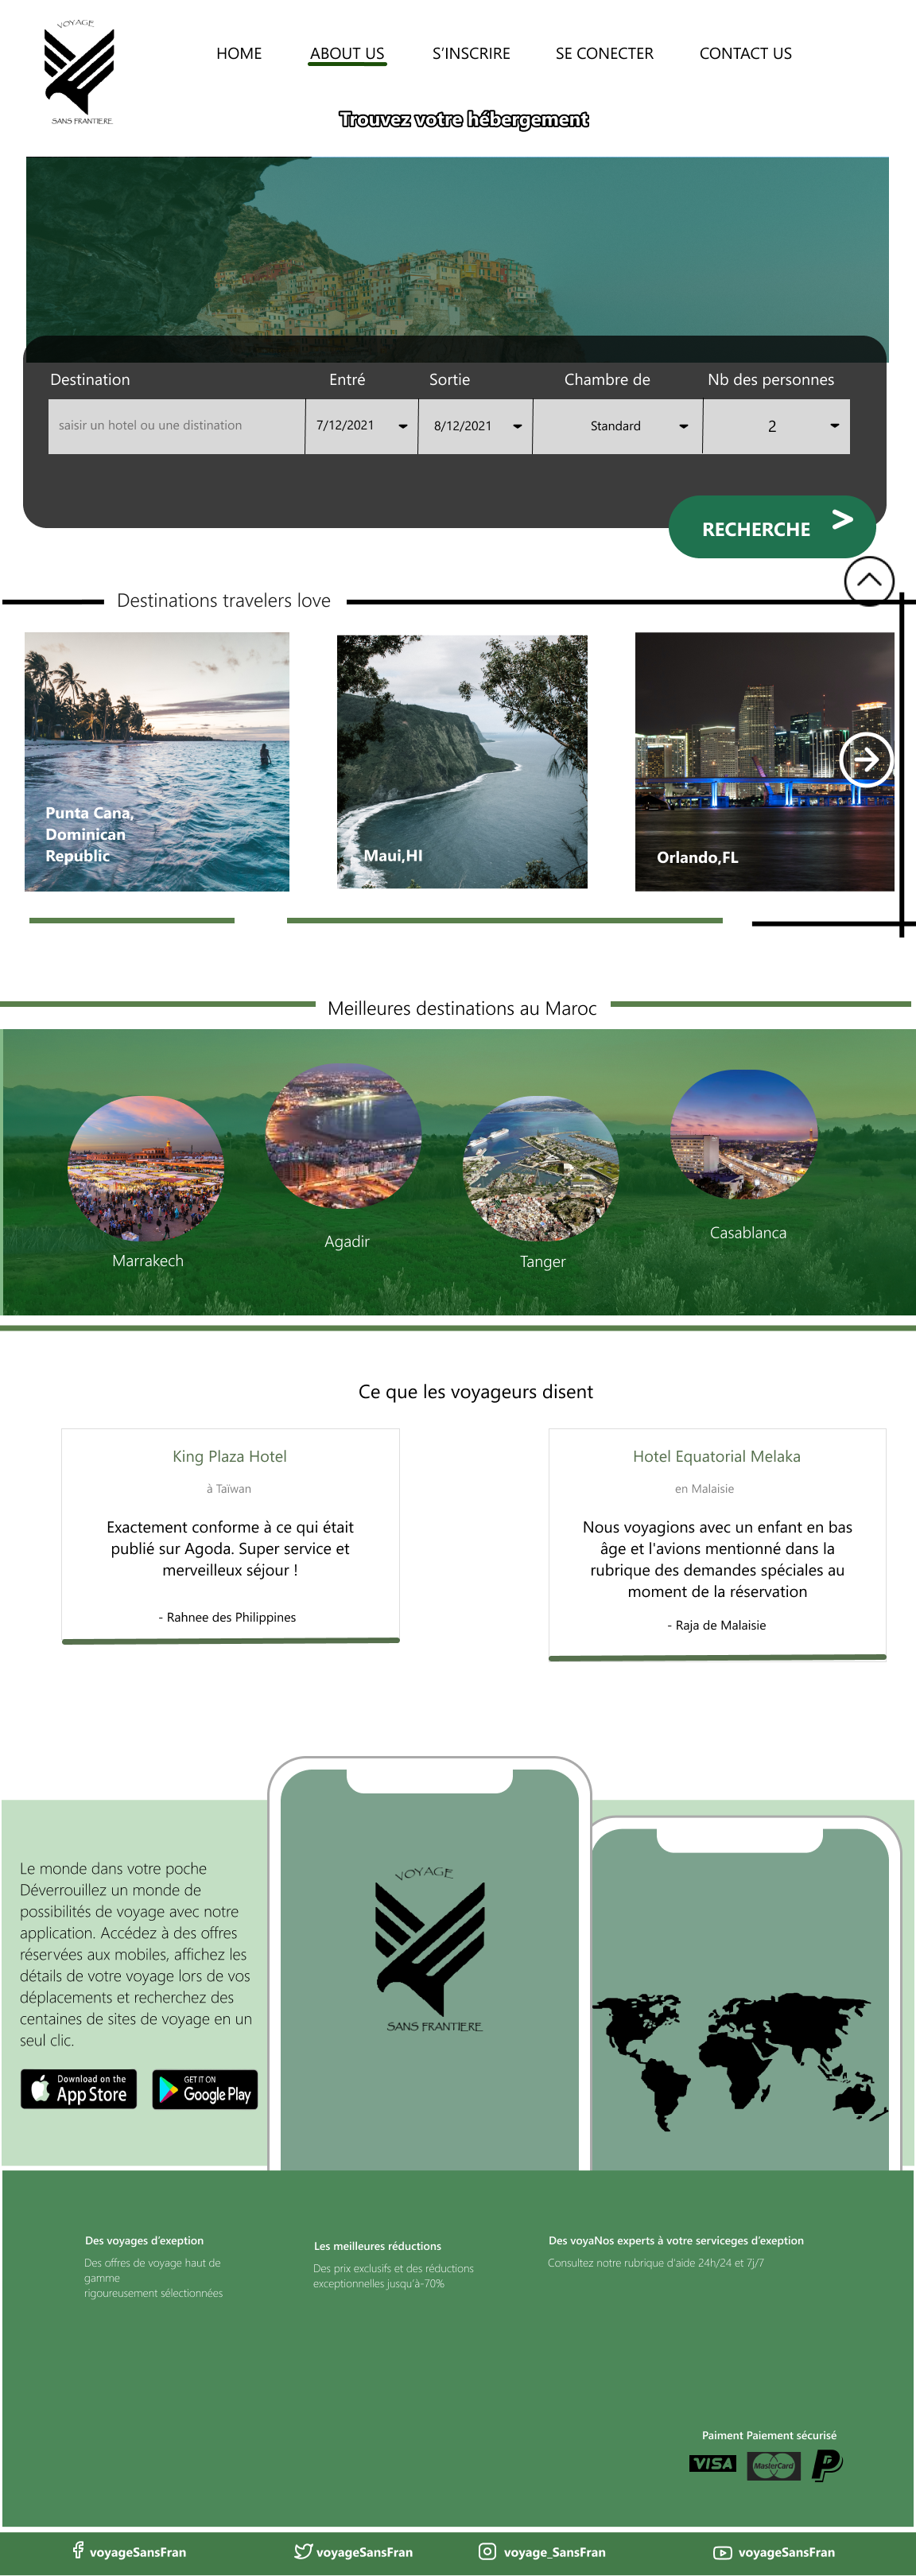 VOYAGE
SANS FRANTIERE
HOME
ABOUT US
S'INSCRIRE
SE CONECTER
CONTACT US
Trouvez votre hébergement
Destination
Entré
Sortie
Chambre de
Nb des personnes
saisir un hotel ou une distination
7/12/2021
8/12/2021
Standard
2
RECHERCHE >
Destinations travelers love
Punta Cana,
Dominican
Republic
Maui,HI
Orlando,FL
Meilleures destinations au Maroc
Marrakech
Agadir
Tanger
Casablanca
Ce que les voyageurs disent
King Plaza Hotel
à Taïwan
Exactement conforme à ce qui était
publié sur Agoda. Super service et
merveilleux séjour !
- Rahnee des Philippines
Hotel Equatorial Melaka
en Malaisie
Nous voyagions avec un enfant en bas
âge et l'avions mentionné dans la
rubrique des demandes spéciales au
moment de la réservation
- Raja de Malaisie
Le monde dans votre poche
Déverrouillez un monde de
possibilités de voyage avec notre
application. Accédez à des offres
réservées aux mobiles, affichez les
détails de votre voyage lors de vos
déplacements et recherchez des
centaines de sites de voyage en un
seul clic.
Download on the
App Store
GET IT ON
Google Play
VOYAGE
SANS FRANTIERE
Des voyages d'exeption
Des offres de voyage haut de
gamme
rigoureusement sélectionnées
Les meilleures réductions
Des prix exclusifs et des réductions
exceptionnelles jusqu'à-70%
Des voyaNos experts à votre serviceges d'exeption
Consultez notre rubrique d'aide 24h/24 et 7j/7
Paiment Paiement sécurisé
VISA
MasterCard
voyageSansFran
voyageSansFran
voyage_SansFran
voyageSansFran